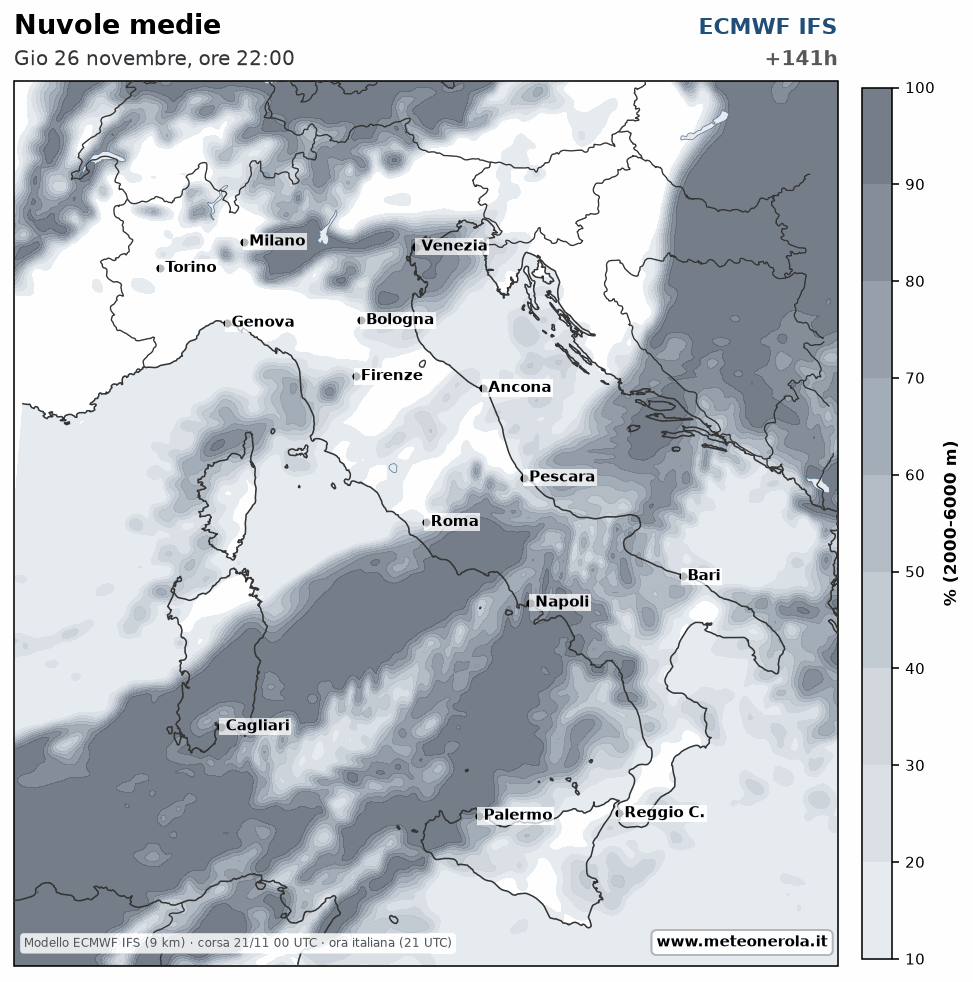 Nuvole medie
ECMWF IFS
Gio 26 novembre, ore 22:00
+141h
Milano
Venezia
Torino
Genova
Bologna
Firenze
Ancona
Pescara
Roma
Bari
Napoli
Cagliari
Palermo
Reggio C.
100
90
80
70
60
50
40
30
20
10
% (2000-6000 m)
Modello ECMWF IFS (9 km) · corsa 21/11 00 UTC · ora italiana (21 UTC)
www.meteonerola.it